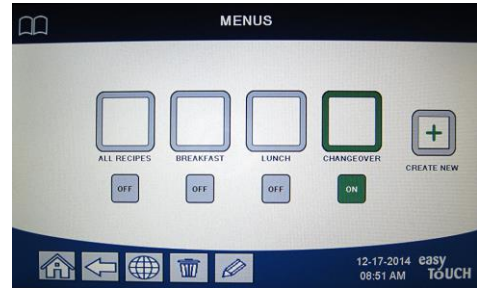 MENUS
ALL RECIPES BREAKFAST LUNCH CHANGEOVER CREATE NEW
OFF OFF OFF ON
12-17-2014 easy
08:51 AM TOUCH